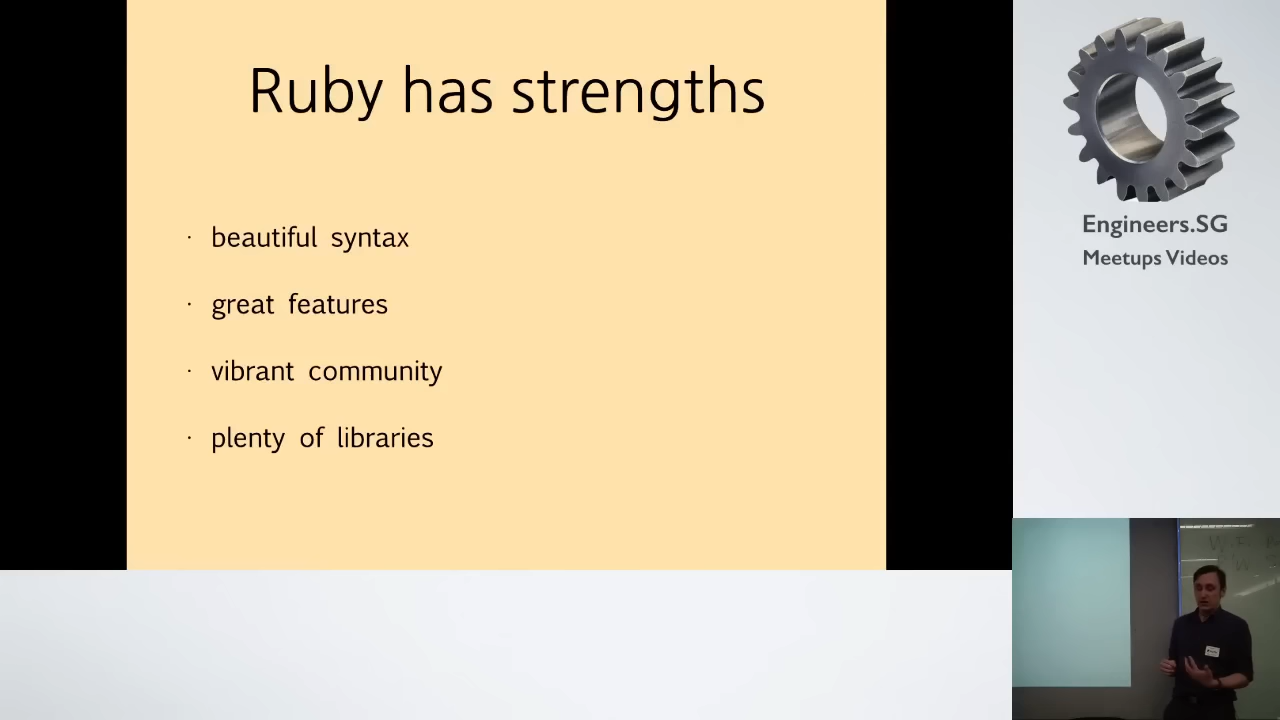 Ruby has strengths
· beautiful syntax
· great features
· vibrant community
· plenty of libraries
Engineers.SG
Meetups Videos